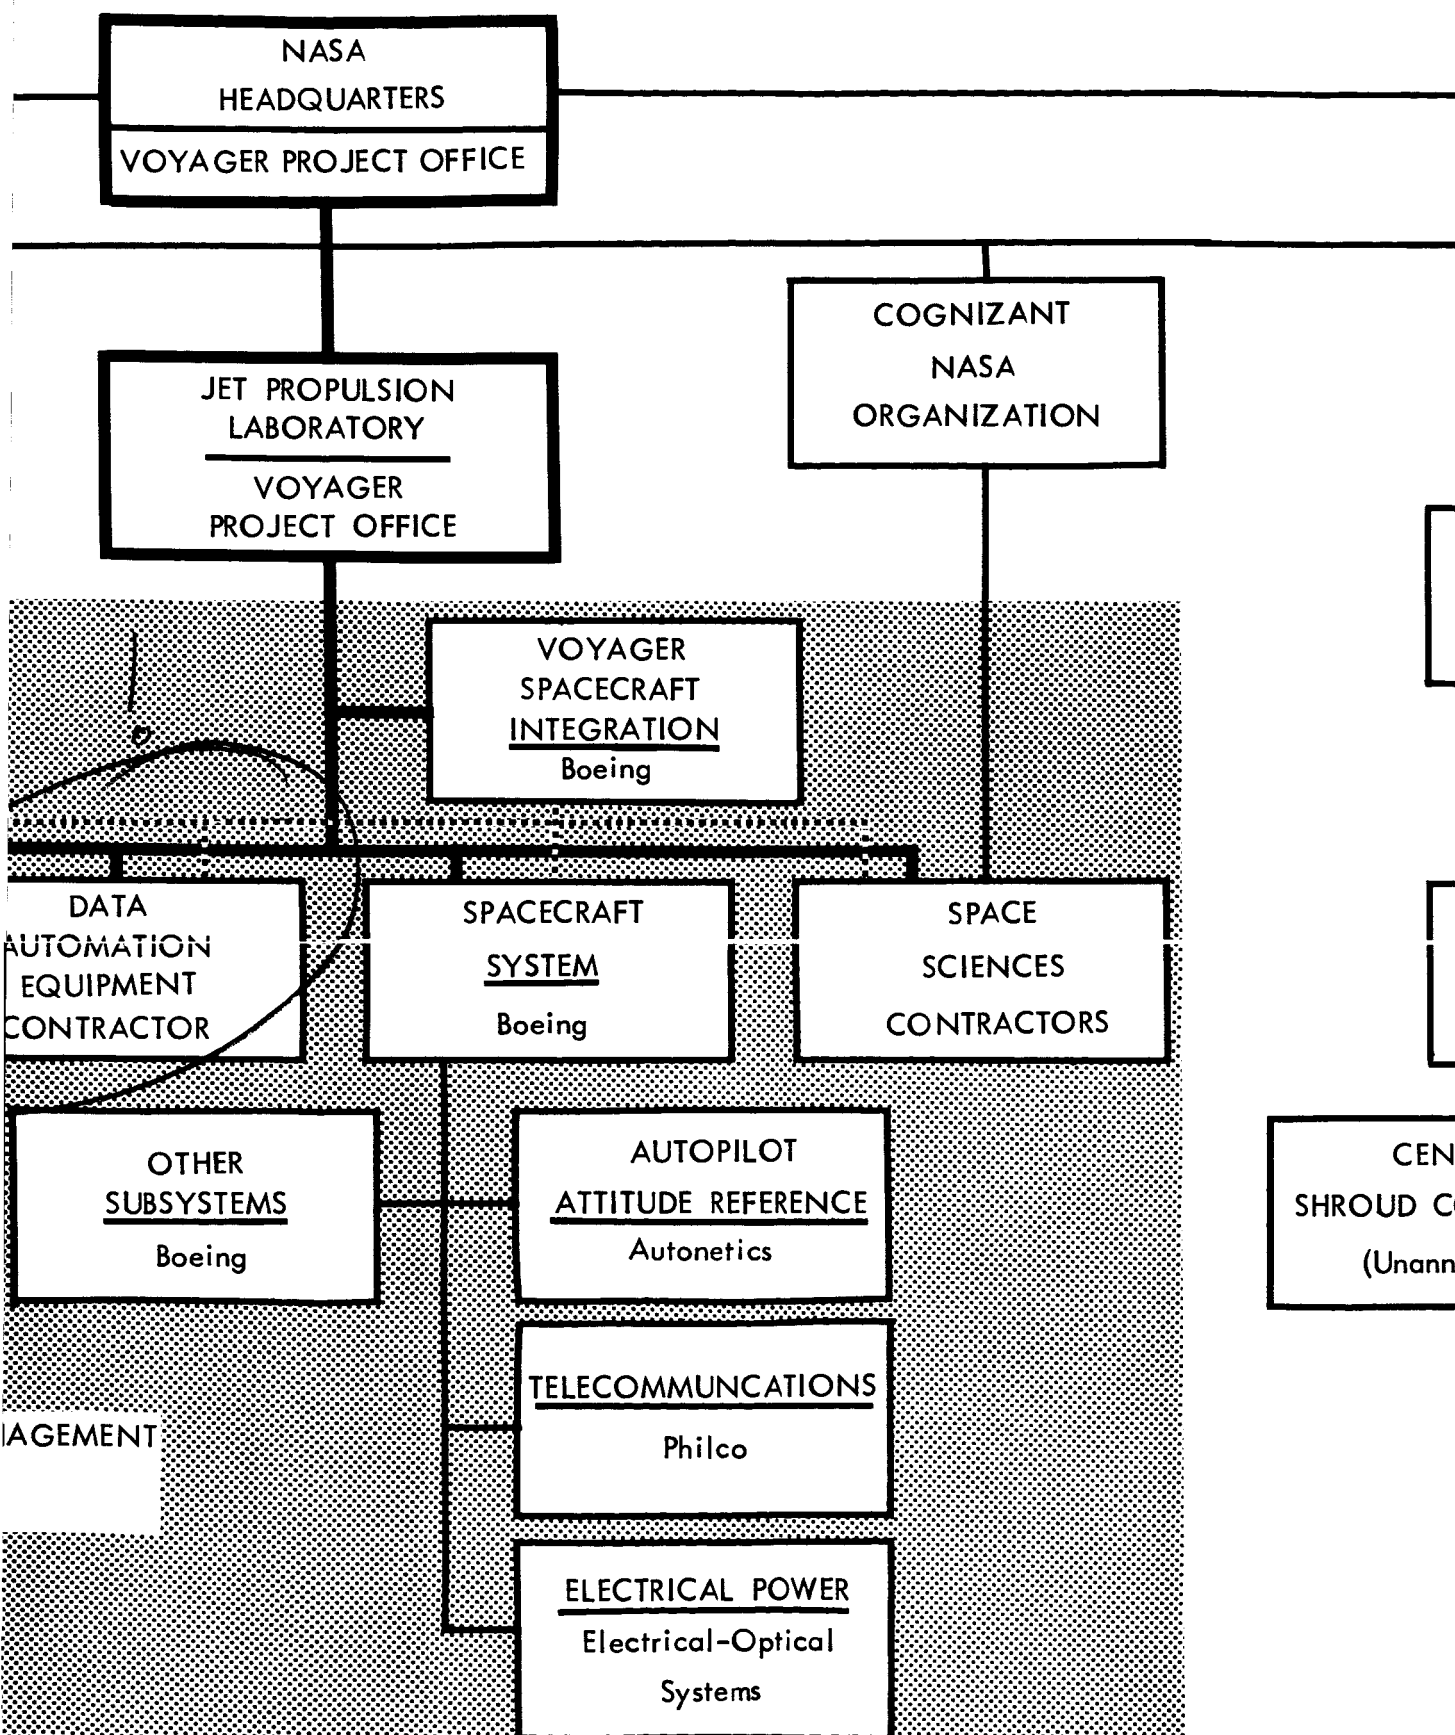 NASA
HEADQUARTERS
VOYAGER PROJECT OFFICE
COGNIZANT
NASA
ORGANIZATION
JET PROPULSION
LABORATORY
VOYAGER
PROJECT OFFICE
VOYAGER
SPACECRAFT
INTEGRATION
Boeing
DATA
AUTOMATION
EQUIPMENT
CONTRACTOR
SPACECRAFT
SYSTEM
Boeing
SPACE
SCIENCES
CONTRACTORS
OTHER
SUBSYSTEMS
Boeing
AUTOPILOT
ATTITUDE REFERENCE
Autonetics
CEN
SHROUD C
(Unann
TELECOMMUNCATIONS
Philco
AGEMENT
ELECTRICAL POWER
Electrical-Optical
Systems